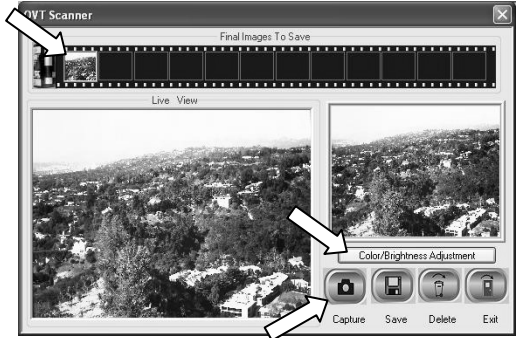 OVT Scanner
Final Images To Save
Live View
Color/Brightness Adjustment
Capture Save Delete Exit